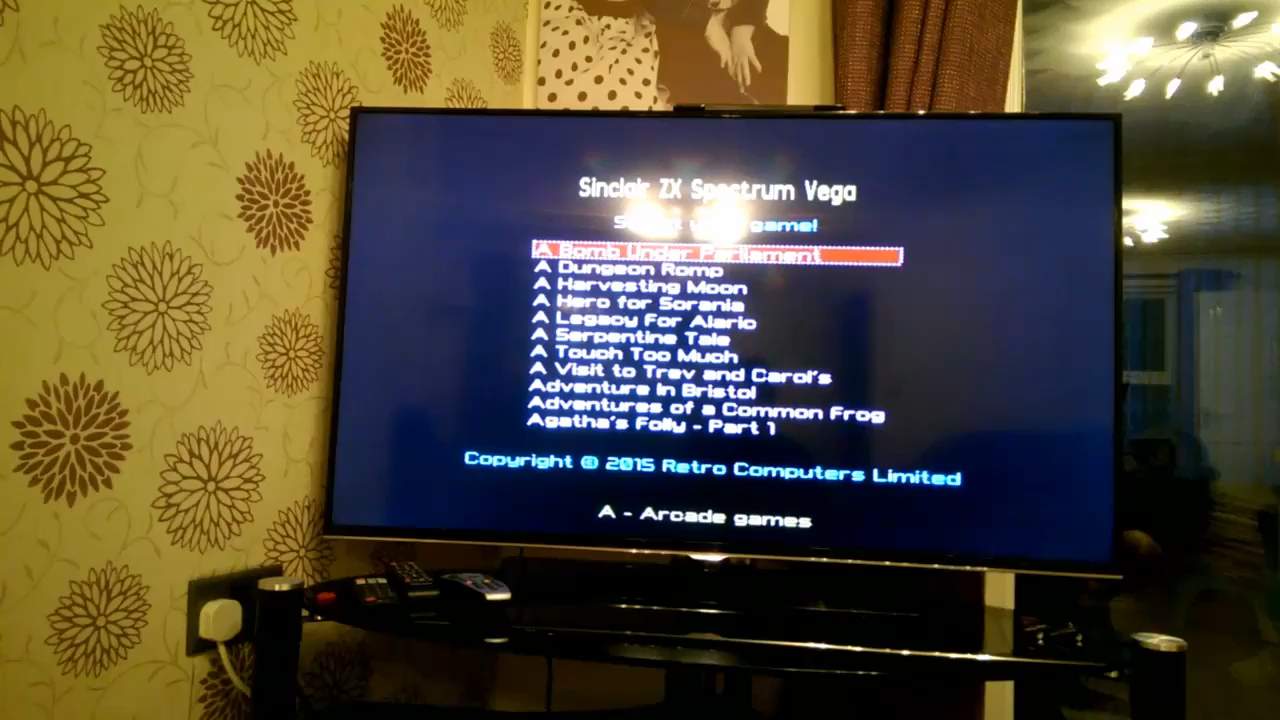 Sinclair ZX Spectrum Vega
game!
A Bomb Under Parliament
A Dungeon Romp
A Harvesting Moon
A Hero for Sorania
A Legacy For Alaric
A Serpentine Tale
A Touch Too Much
A Visit to Trev and Carol's
Adventure In Bristol
Adventures of a Common Frog
Agatha's Folly - Part 1
Copyright © 2015 Retro Computers Limited
A - Arcade games